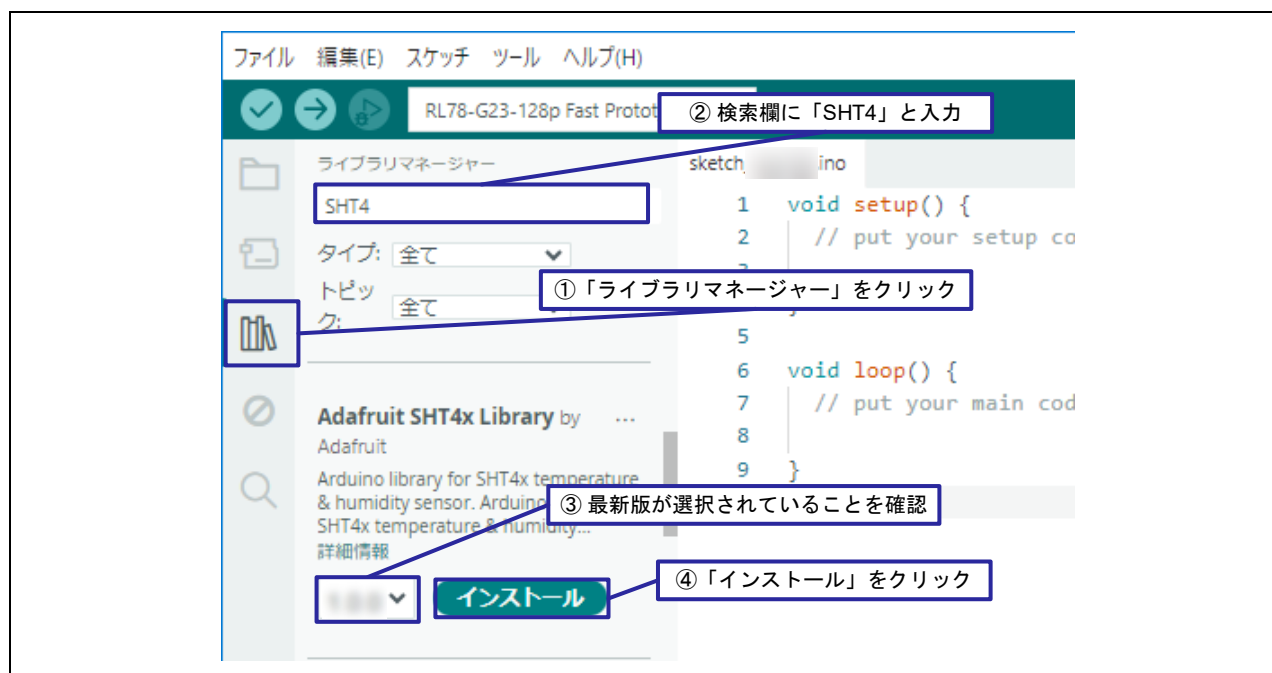 ファイル 編集(E) スケッチ ツール ヘルプ(H)
RL78-G23-128p Fast Protot
② 検索欄に「SHT4」と入力
ライブラリマネージャー
sketch_ ino
SHT4
1 void setup() {
2 // put your setup co
タイプ: 全て
①「ライブラリマネージャー」をクリック
トピッ
ク:
全て
}
5
6 void loop() {
7 // put your main cod
8
9 }
Adafruit SHT4x Library by ...
Adafruit
Arduino library for SHT4x temperature
& humidity sensor. Arduino
③ 最新版が選択されていることを確認
SHT4x temperature & humidity...
詳細情報
インストール
④「インストール」をクリック